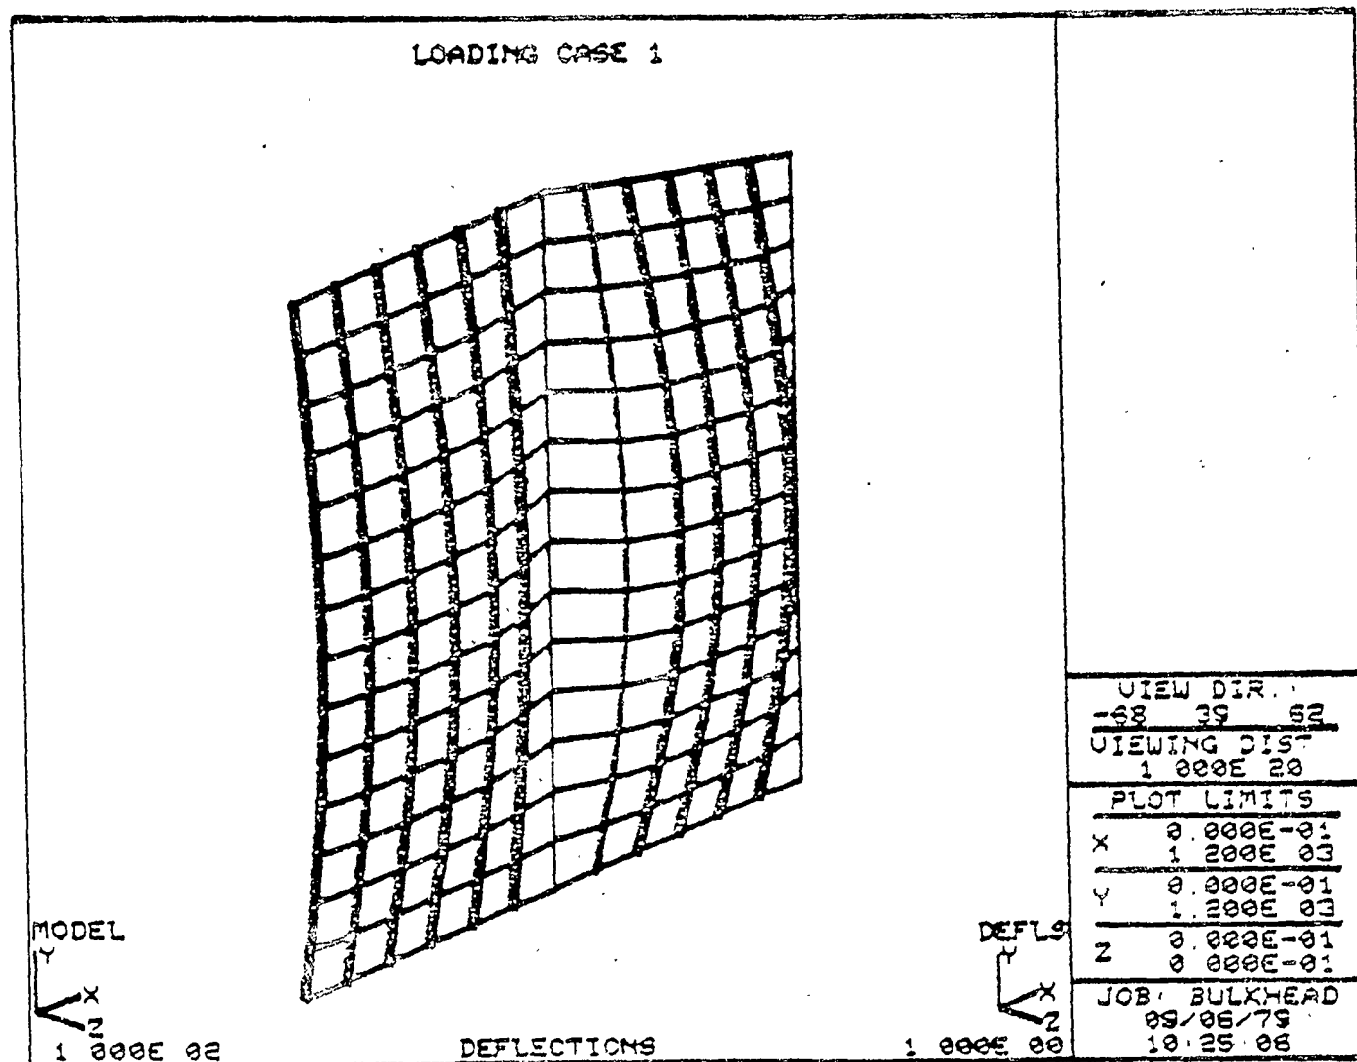 LOADING CASE 1
VIEW DIR.
-68 39 62
VIEWING DIST
1 000E 20
PLOT LIMITS
X 0.000E-01
1 200E 03
Y 0.000E-01
1.200E 03
Z 0.000E-01
0 000E-01
JOB: BULKHEAD
09/06/79
10:25 08
MODEL
Y
X
Z
1 000E 02
DEFLECTIONS
DEFLS
Y
X
Z
1 000E 00